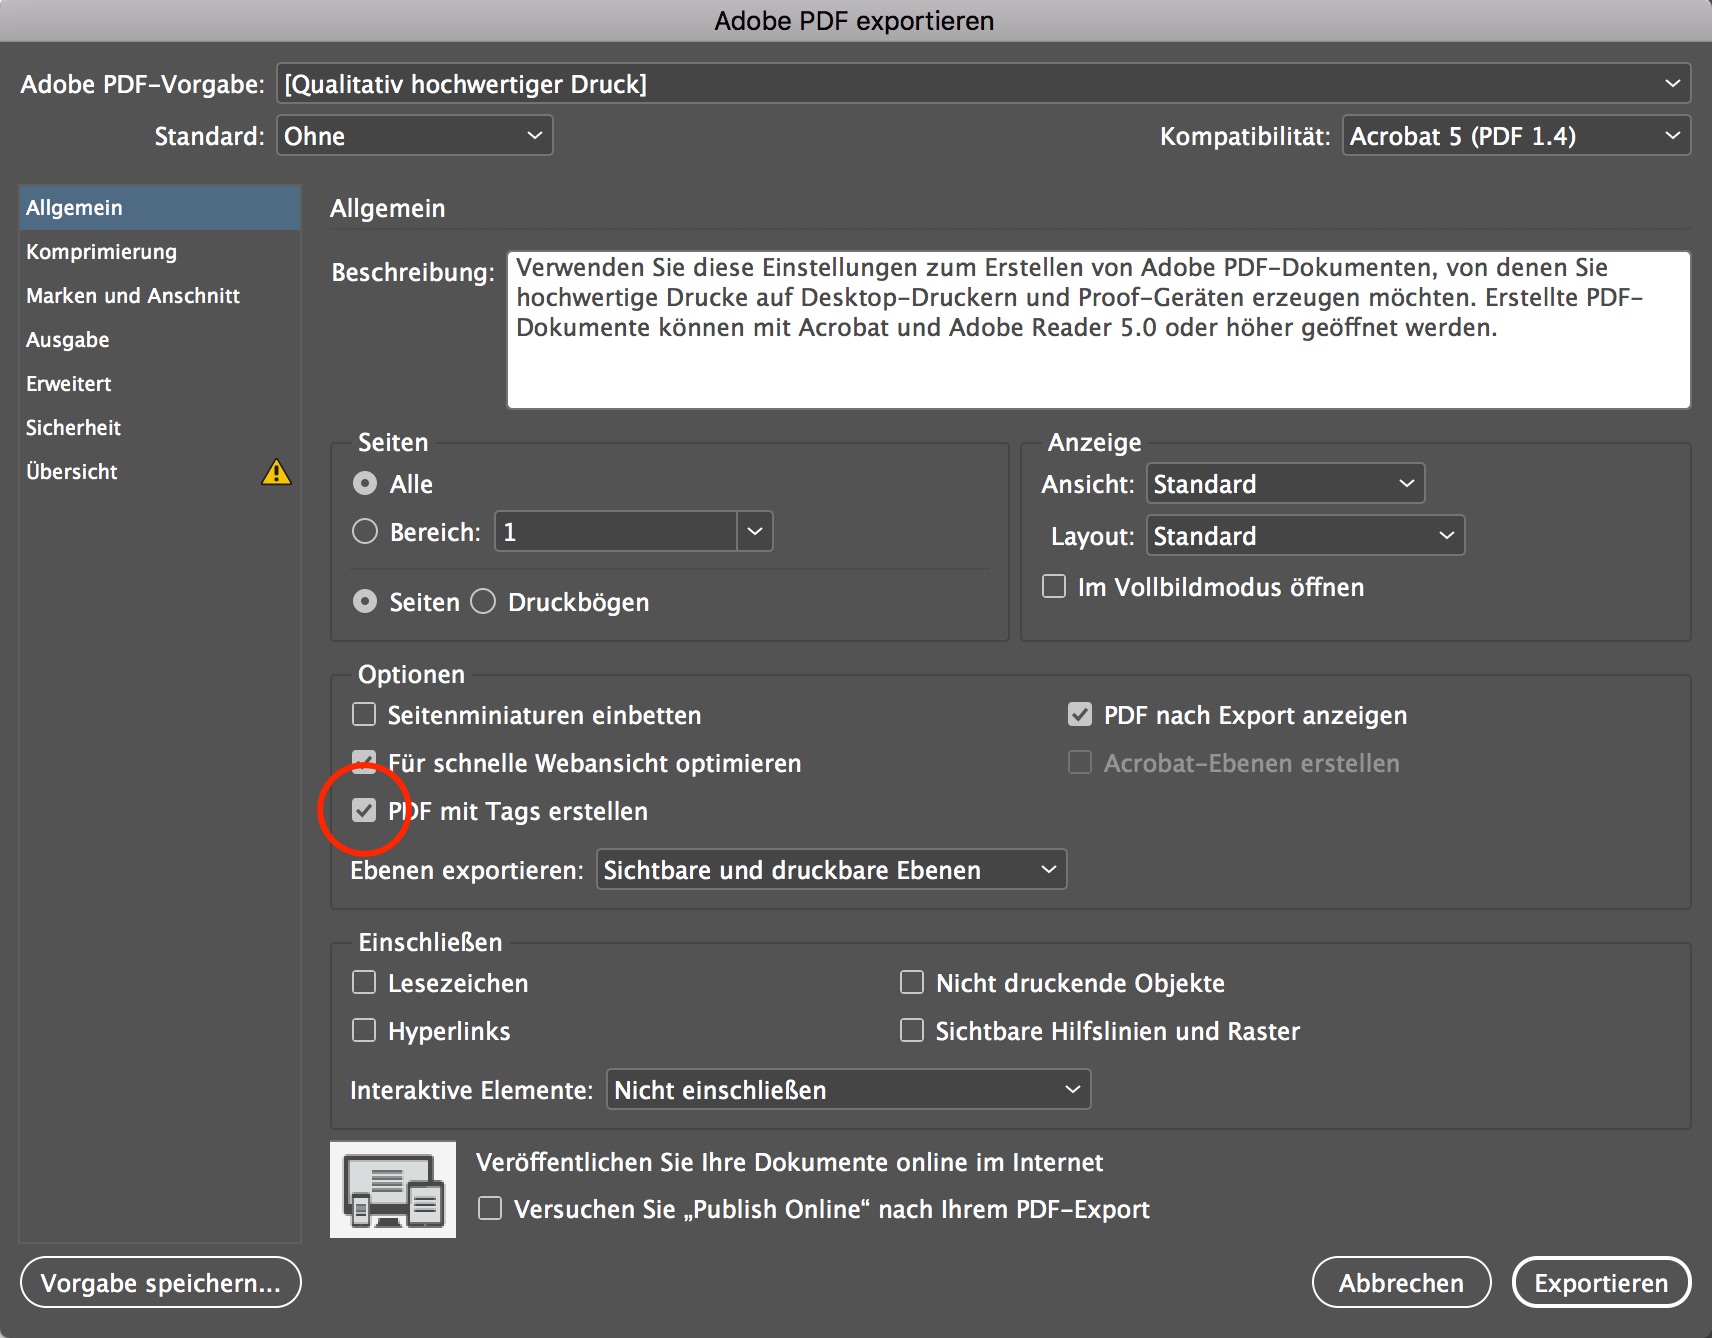 Adobe PDF exportieren
Adobe PDF-Vorgabe: [Qualitativ hochwertiger Druck]
Standard: Ohne Kompatibilität: Acrobat 5 (PDF 1.4)
Allgemein
Komprimierung
Marken und Anschnitt
Ausgabe
Erweitert
Sicherheit
Übersicht
Allgemein
Beschreibung: Verwenden Sie diese Einstellungen zum Erstellen von Adobe PDF-Dokumenten, von denen Sie
hochwertige Drucke auf Desktop-Druckern und Proof-Geräten erzeugen möchten. Erstellte PDF-
Dokumente können mit Acrobat und Adobe Reader 5.0 oder höher geöffnet werden.
Seiten
Alle
Bereich: 1
Seiten Druckbögen
Anzeige
Ansicht: Standard
Layout: Standard
Im Vollbildmodus öffnen
Optionen
Seitenminiaturen einbetten PDF nach Export anzeigen
Für schnelle Webansicht optimieren Acrobat-Ebenen erstellen
PDF mit Tags erstellen
Ebenen exportieren: Sichtbare und druckbare Ebenen
Einschließen
Lesezeichen Nicht druckende Objekte
Hyperlinks Sichtbare Hilfslinien und Raster
Interaktive Elemente: Nicht einschließen
Veröffentlichen Sie Ihre Dokumente online im Internet
Versuchen Sie „Publish Online“ nach Ihrem PDF-Export
Vorgabe speichern... Abbrechen Exportieren